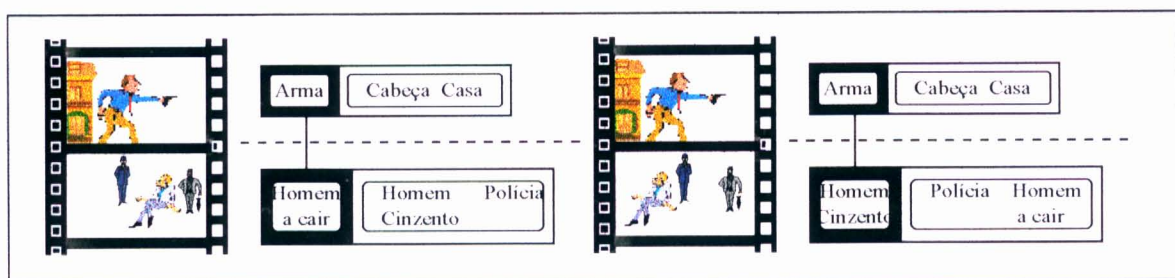 Arma
Cabeça Casa
Homem
a cair
Homem Polícia
Cinzento
Arma
Cabeça Casa
Homem
Cinzento
Polícia Homem
a cair